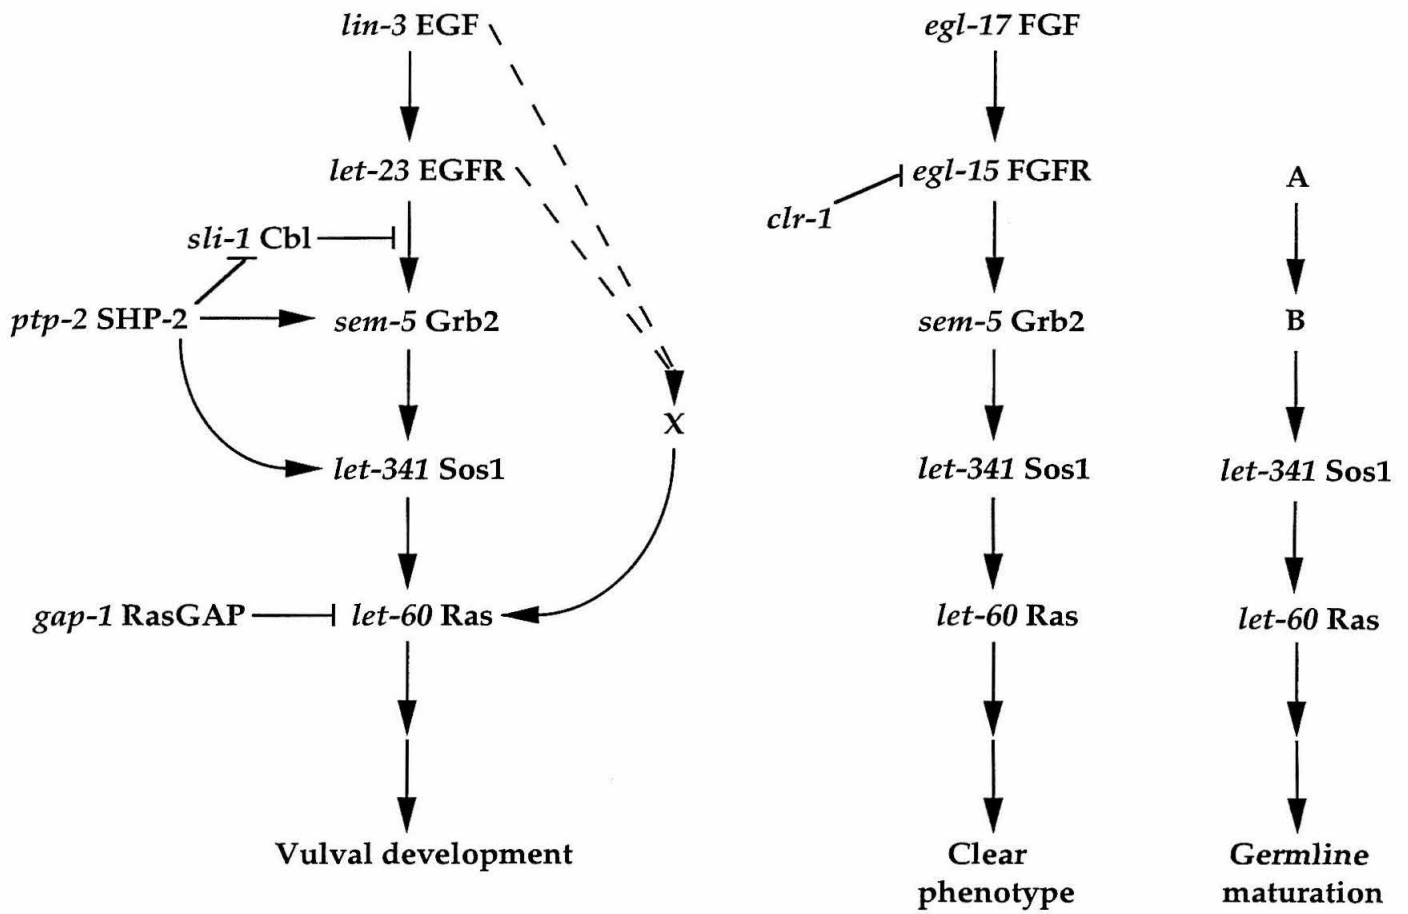 lin-3 EGF
let-23 EGFR
sli-1 Cbl
ptp-2 SHP-2
sem-5 Grb2
X
let-341 Sos1
gap-1 RasGAP
let-60 Ras
Vulval development
egl-17 FGF
egl-15 FGFR
clr-1
sem-5 Grb2
let-341 Sos1
let-60 Ras
Clear
phenotype
A
B
let-341 Sos1
let-60 Ras
Germline
maturation